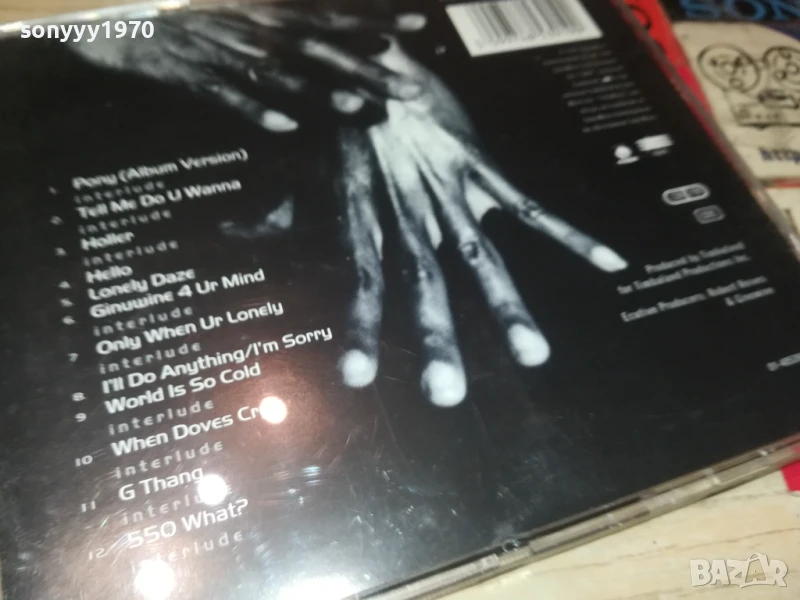 sonyyy1970
SON
http
1. Pony (Album Version)
interlude
2. Tell Me Do U Wanna
interlude
3. Holler
interlude
4. Hello
5. Lonely Daze
6. Ginuwine 4 Ur Mind
interlude
7 Only When Ur Lonely
interlude
8 I'll Do Anything/I'm Sorry
9 World Is So Cold
interlude
10 When Doves Cr
interlude
11 G Thang
interlude
12 550 What?
interlude
Produced by Timbaland
for Timbaland Productions Inc.
Producers: Robert
& Ginuwine
BAZAR